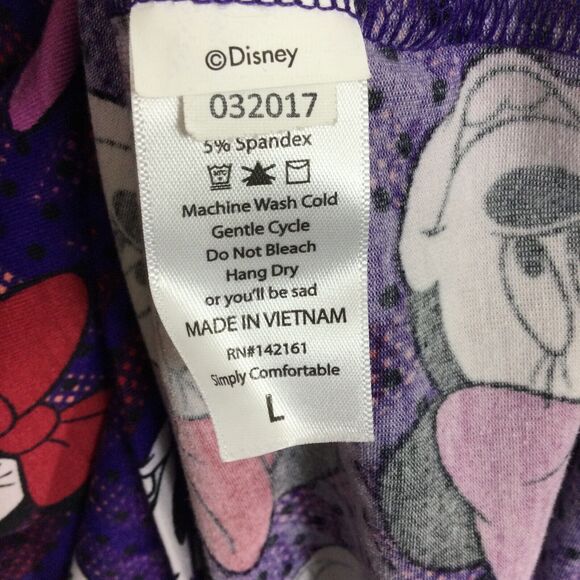 ©Disney
032017
5% Spandex
30°C
Machine Wash Cold
Gentle Cycle
Do Not Bleach
Hang Dry
or you'll be sad
MADE IN VIETNAM
RN#142161
Simply Comfortable
L